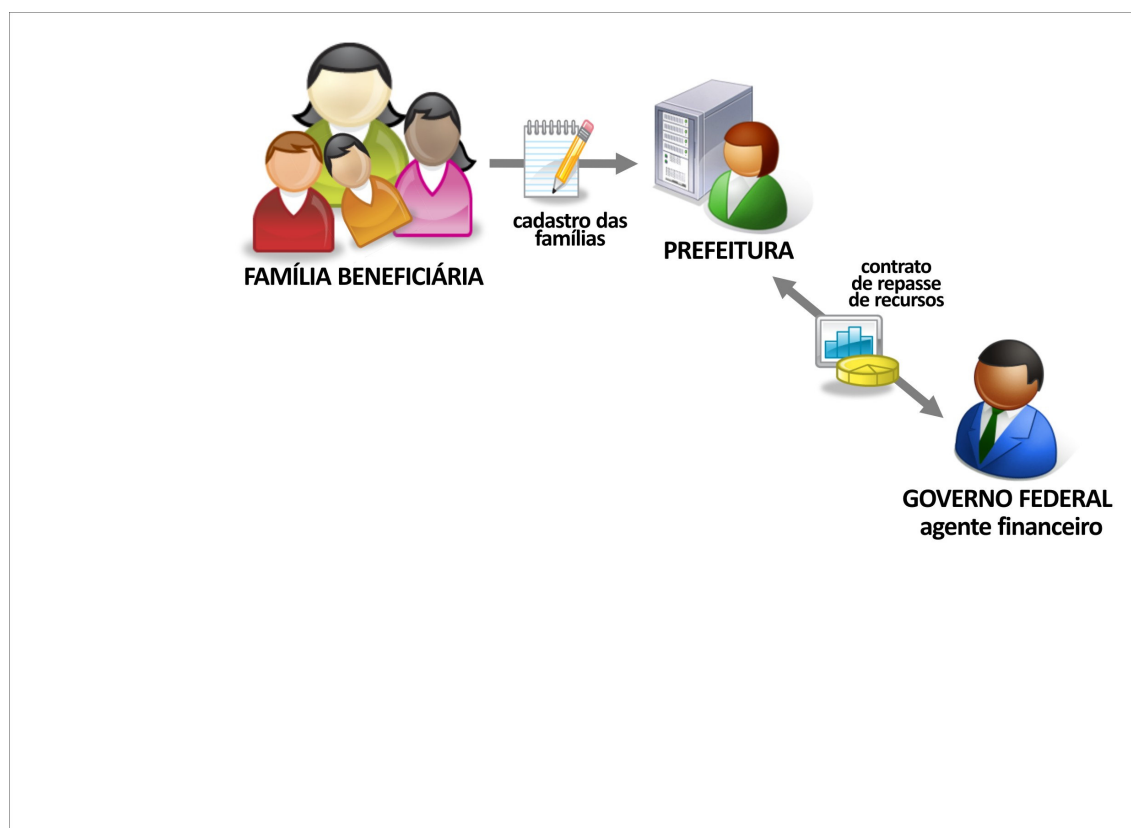 cadastro das
famílias
FAMÍLIA BENEFICIÁRIA
PREFEITURA
contrato
de repasse
de recursos
GOVERNO FEDERAL
agente financeiro